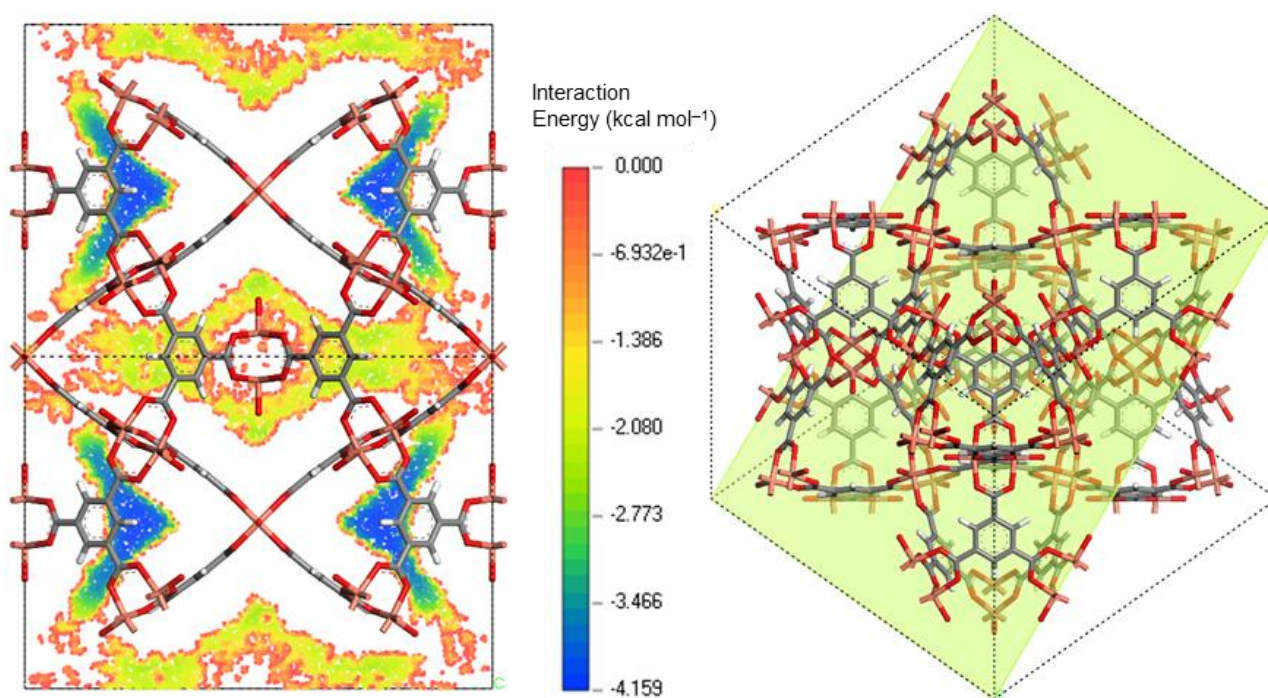 Interaction
Energy (kcal mol⁻¹)
0.000
-6.932e-1
-1.386
-2.080
-2.773
-3.466
-4.159
C